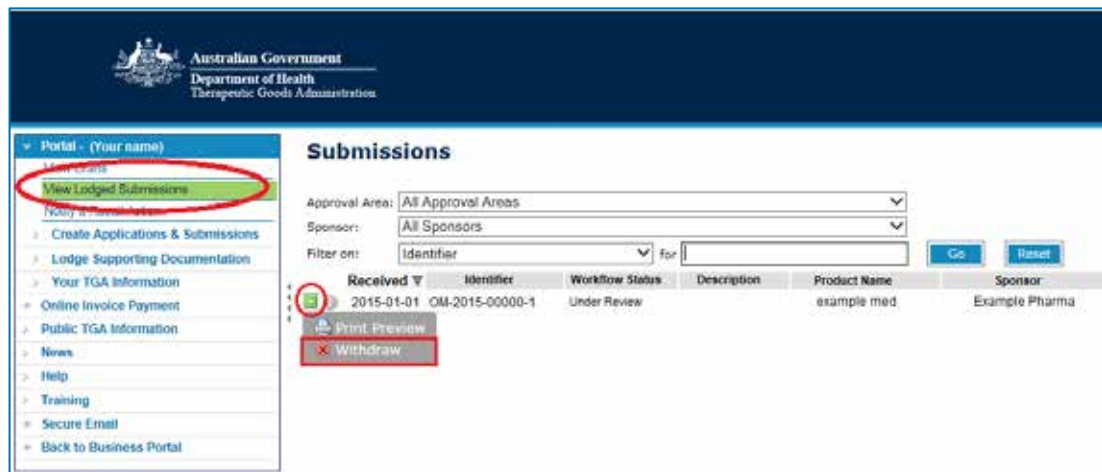 Australian Government
Department of Health
Therapeutic Goods Administration
Portal - (Your name)
View Lodged Submissions
Create Applications & Submissions
Lodge Supporting Documentation
Your TGA Information
Online Invoice Payment
Public TGA Information
News
Help
Training
Secure Email
Back to Business Portal
Submissions
Approval Area: All Approval Areas
Sponsor: All Sponsors
Filter on: Identifier for Go Reset
Received Identifier Workflow Status Description Product Name Sponsor
2015-01-01 OM-2015-00000-1 Under Review example med Example Pharma
Print Preview
Withdraw